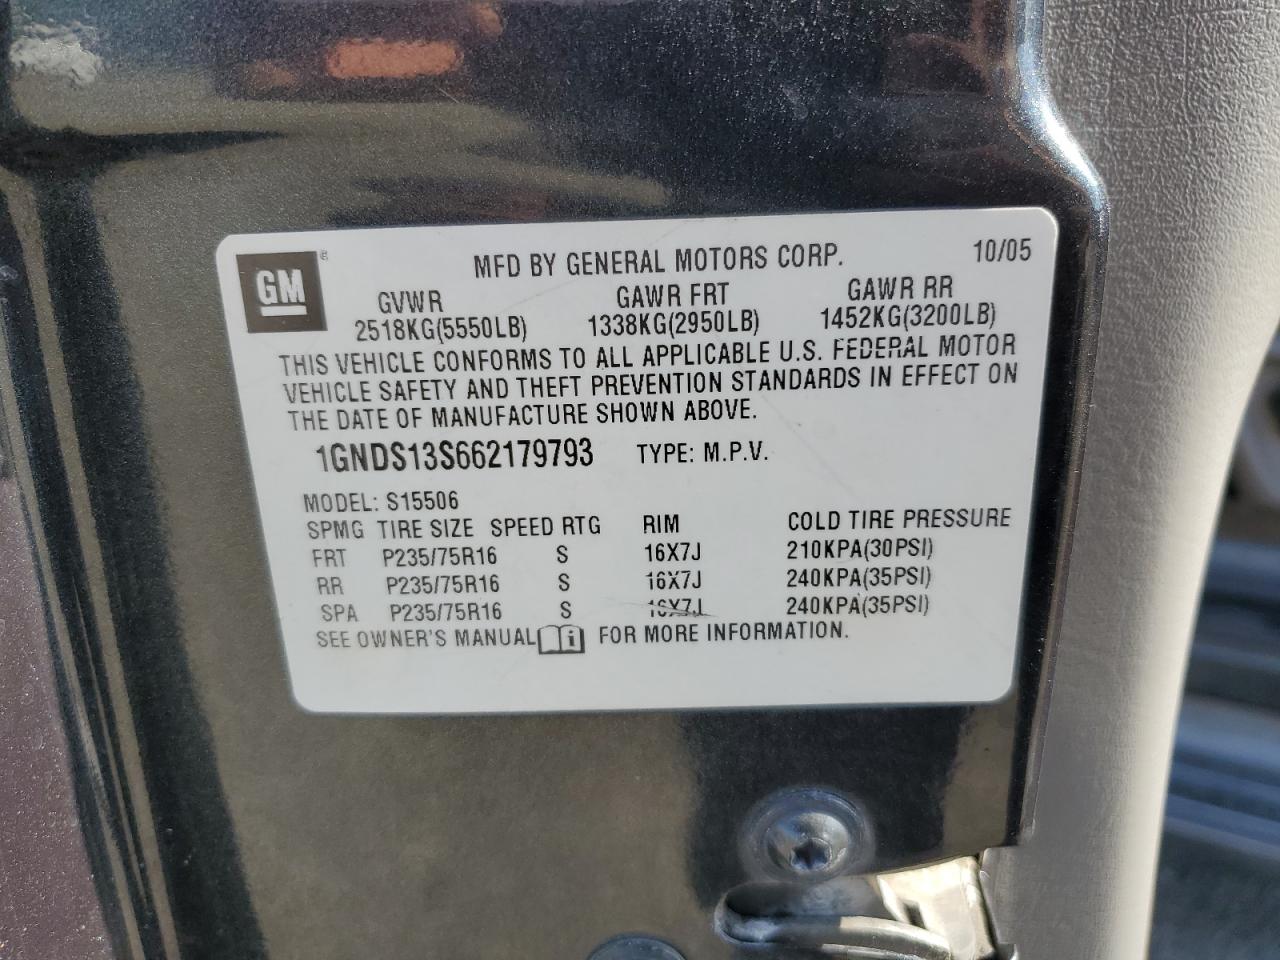 GM®
MFD BY GENERAL MOTORS CORP. 10/05
GVWR GAWR FRT GAWR RR
2518KG(5550LB) 1338KG(2950LB) 1452KG(3200LB)
THIS VEHICLE CONFORMS TO ALL APPLICABLE U.S. FEDERAL MOTOR
VEHICLE SAFETY AND THEFT PREVENTION STANDARDS IN EFFECT ON
THE DATE OF MANUFACTURE SHOWN ABOVE.
1GNDS13S662179793 TYPE: M.P.V.
MODEL: S15506
SPMG TIRE SIZE SPEED RTG RIM COLD TIRE PRESSURE
FRT P235/75R16 S 16X7J 210KPA(30PSI)
RR P235/75R16 S 16X7J 240KPA(35PSI)
SPA P235/75R16 S 16X7J 240KPA(35PSI)
SEE OWNER'S MANUAL i FOR MORE INFORMATION.